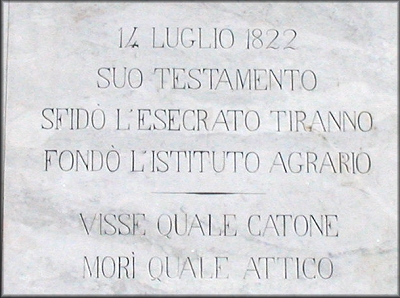 14 LUGLIO 1822
SUO TESTAMENTO
SFIDÒ L'ESECRATO TIRANNO
FONDÒ L'ISTITUTO AGRARIO
VISSE QUALE CATONE
MORÌ QUALE ATTICO